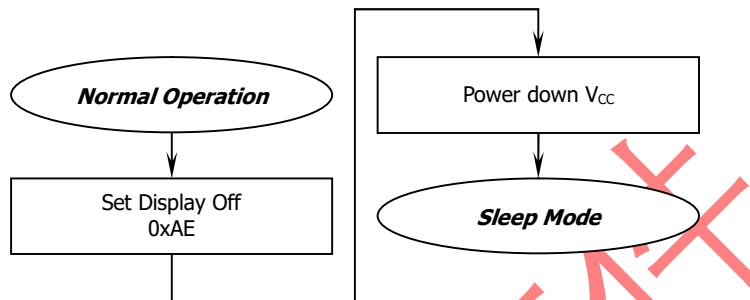 Normal Operation
Set Display Off
0xAE
Power down VCC
Sleep Mode